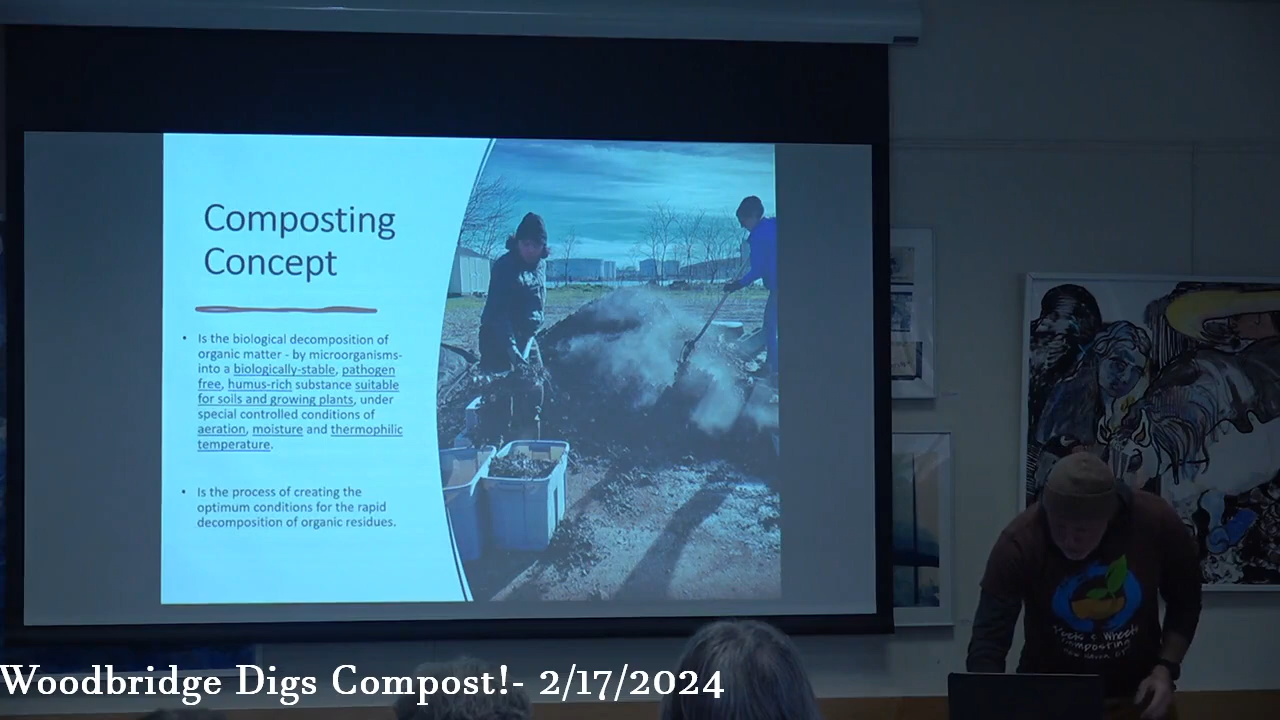 Composting
Concept
• Is the biological decomposition of
organic matter - by microorganisms-
into a biologically-stable, pathogen
free, humus-rich substance suitable
for soils and growing plants, under
special controlled conditions of
aeration, moisture and thermophilic
temperature.
• Is the process of creating the
optimum conditions for the rapid
decomposition of organic residues.
Wheels
Woodbridge Digs Compost!- 2/17/2024